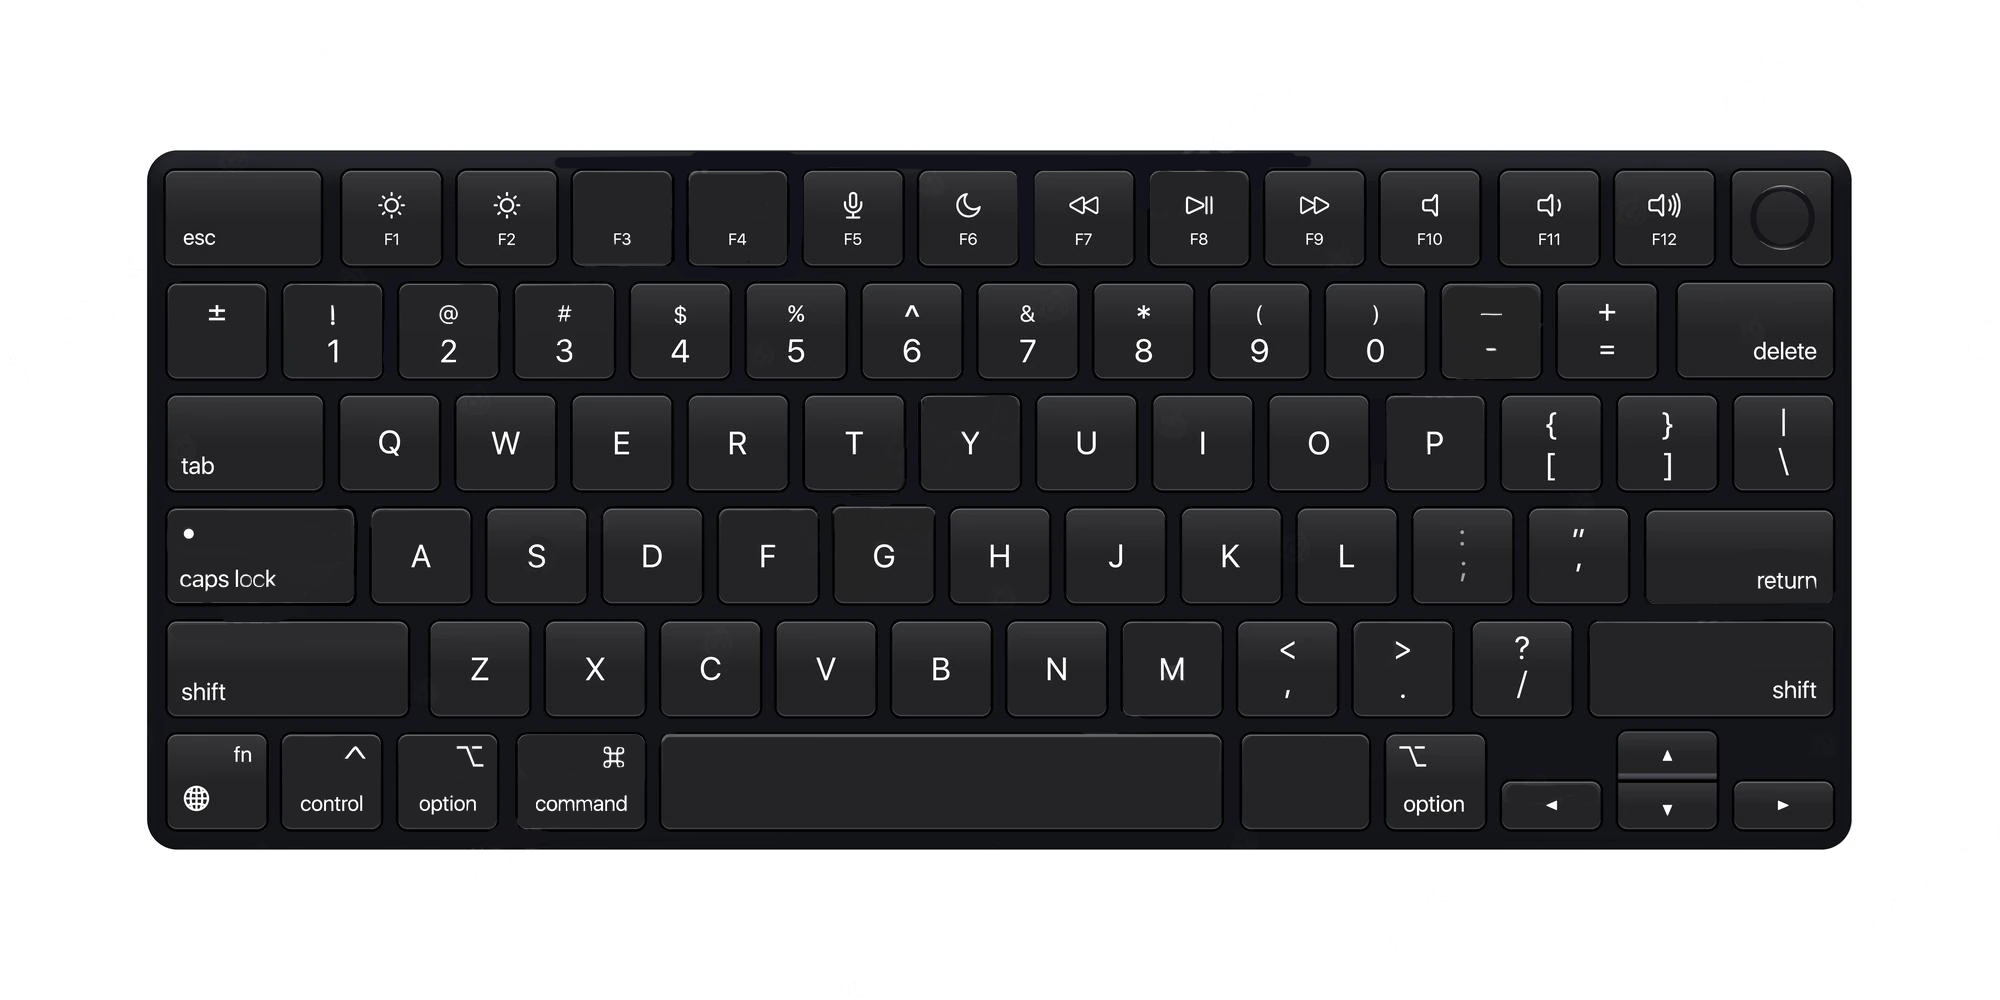 esc F1 F2 F3 F4 F5 F6 F7 F8 F9 F10 F11 F12
± ! @ # $ % ^ & * ( ) — +
1 2 3 4 5 6 7 8 9 0 - = delete
tab Q W E R T Y U I O P { [ } ] | \
caps lock A S D F G H J K L : ; " , return
shift Z X C V B N M < , > . ? / shift
fn ^ ⌥ ⌘ ⌥ ▲
control option command option ◄ ▼ ►